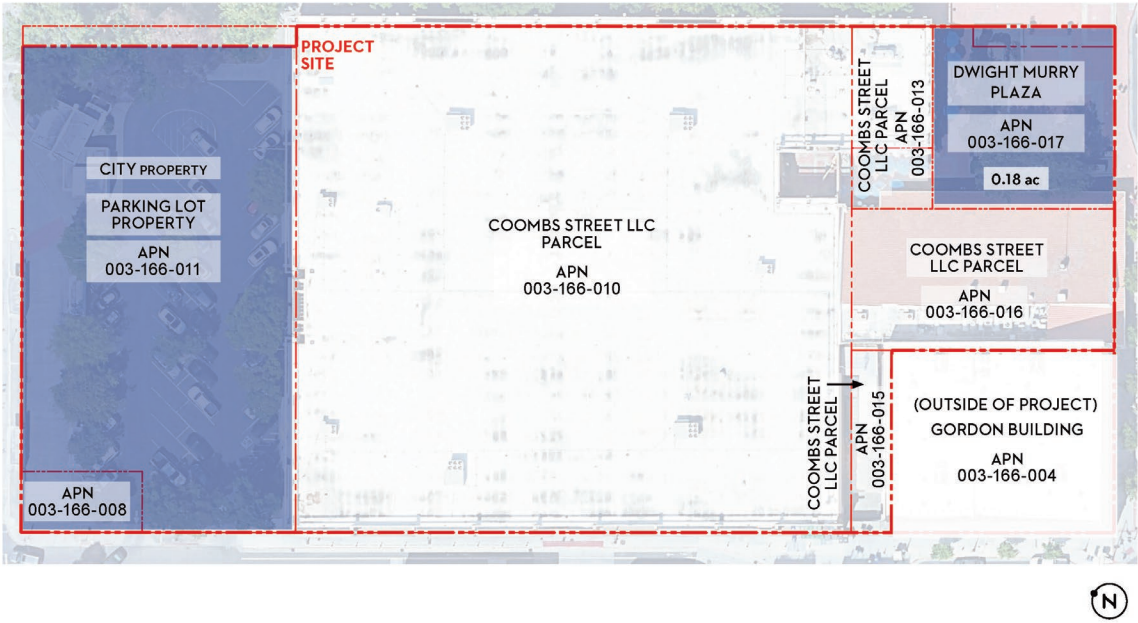 PROJECT
SITE
CITY PROPERTY
PARKING LOT
PROPERTY
APN
003-166-011
APN
003-166-008
COOMBS STREET LLC
PARCEL
APN
003-166-010
COOMBS STREET
LLC PARCEL
APN
003-166-013
DWIGHT MURRY
PLAZA
APN
003-166-017
0.18 ac
COOMBS STREET
LLC PARCEL
APN
003-166-016
COOMBS STREET
LLC PARCEL
APN
003-166-015
(OUTSIDE OF PROJECT)
GORDON BUILDING
APN
003-166-004
N